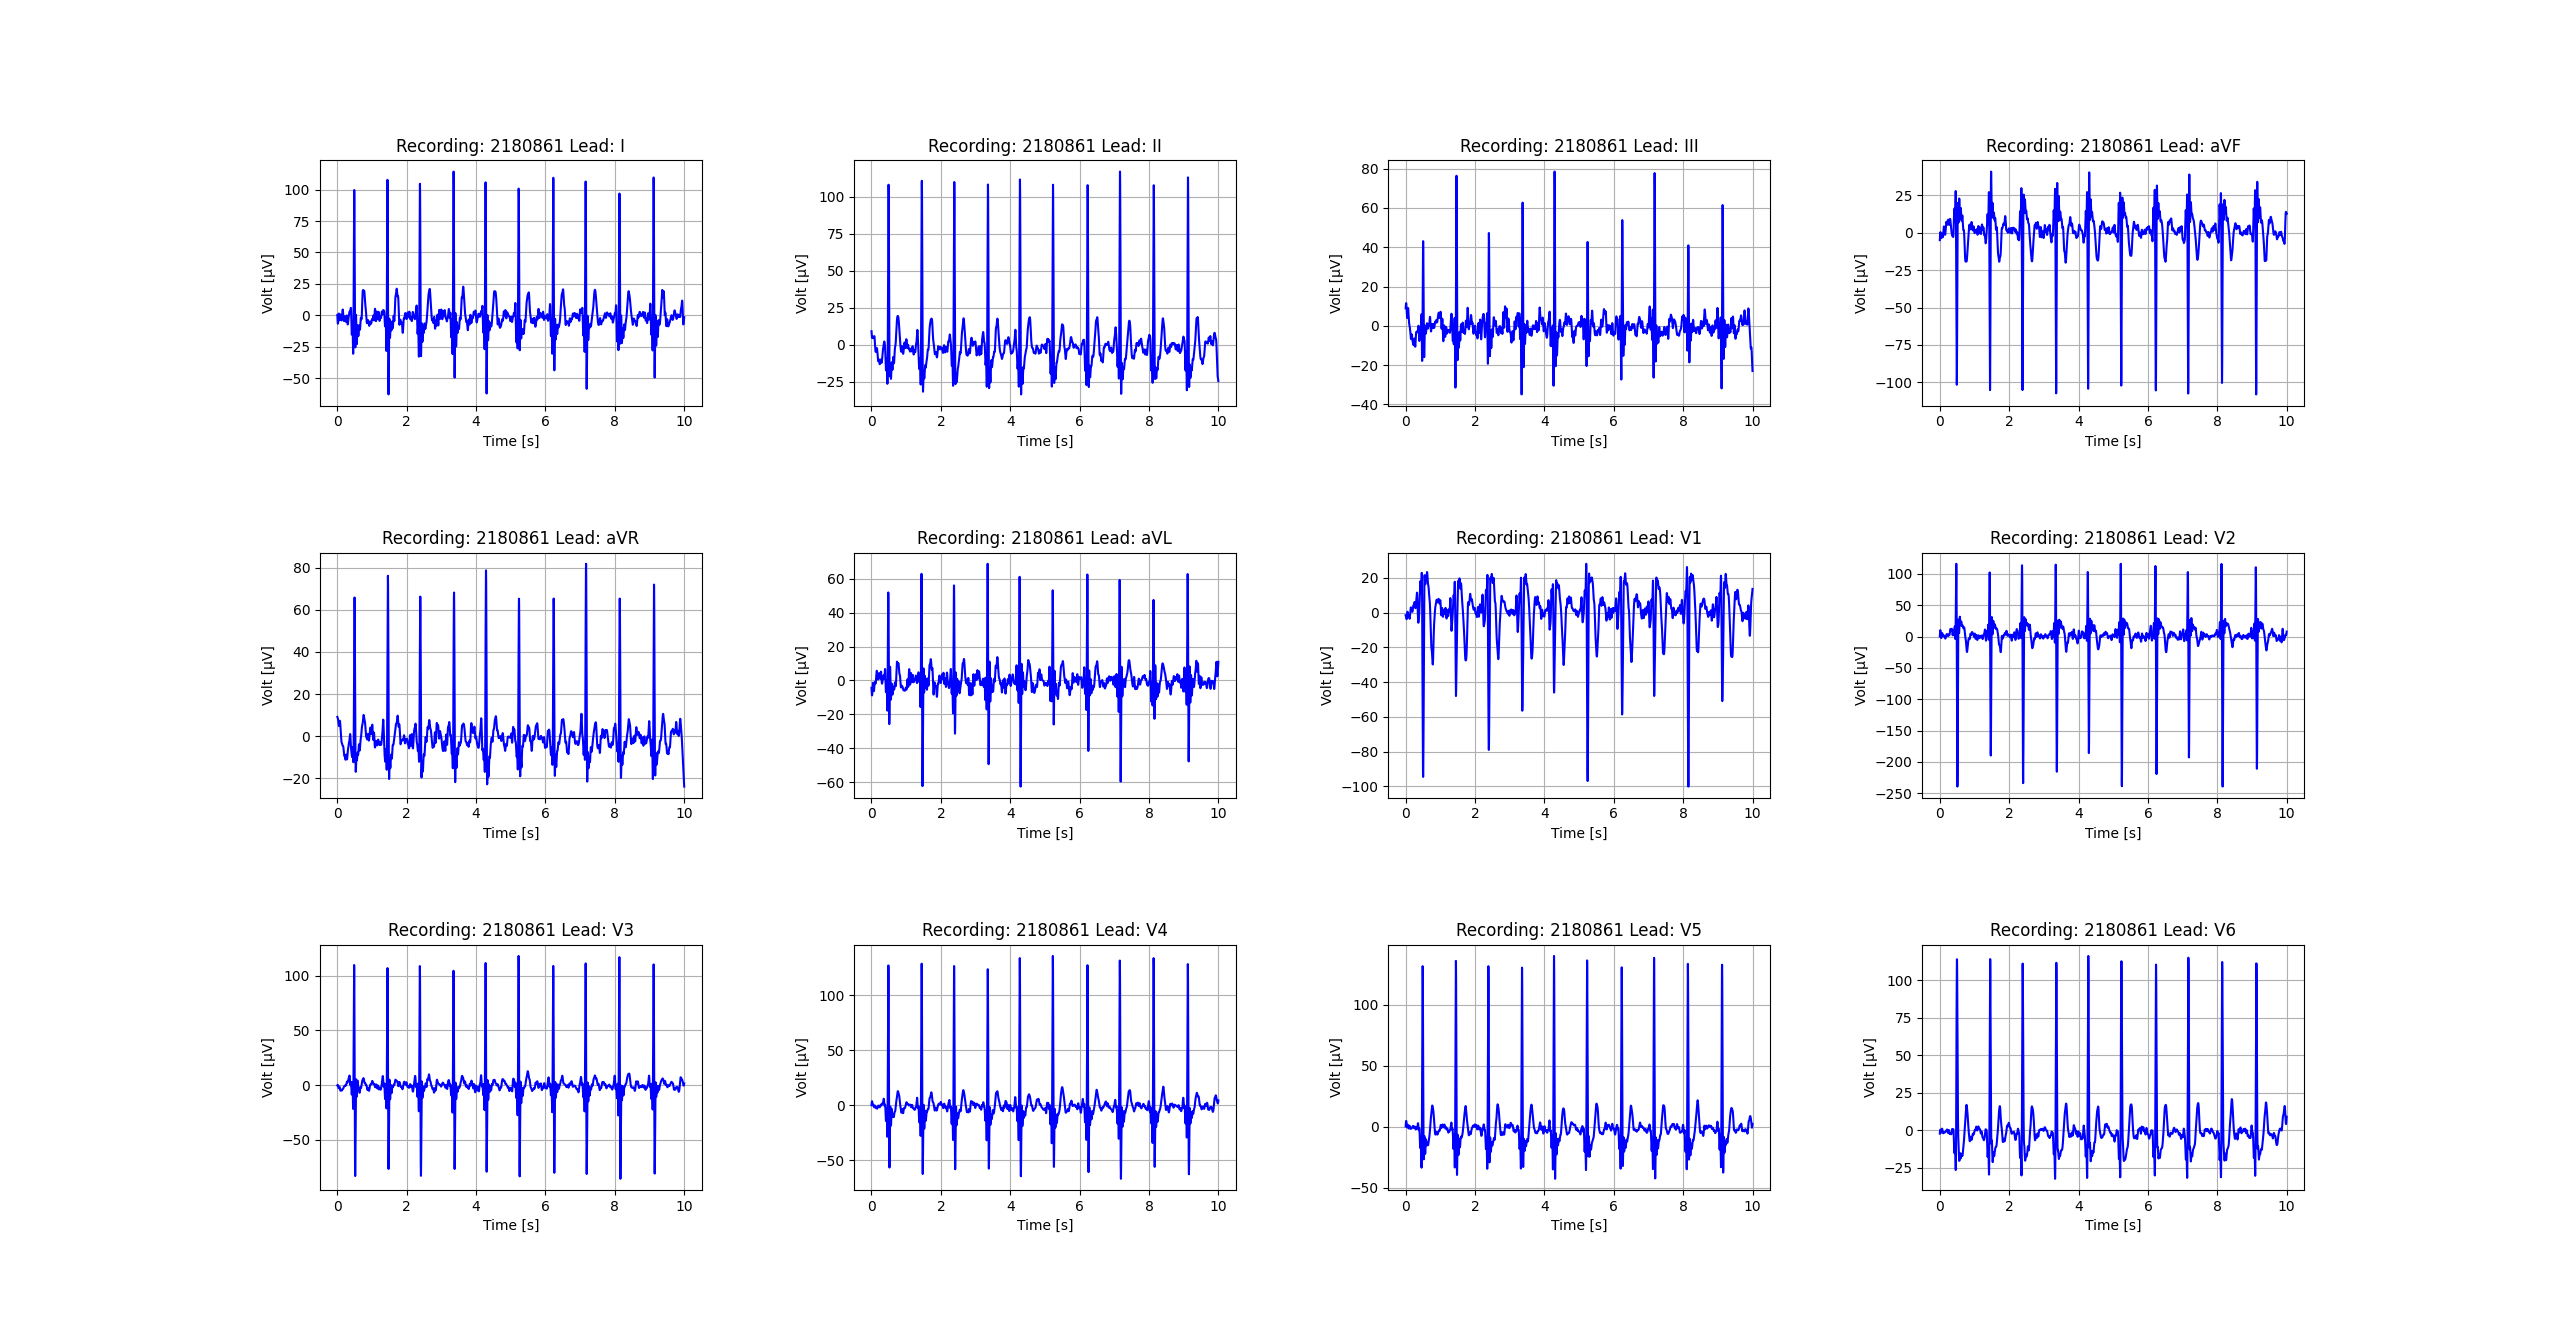 Recording: 2180861 Lead: I
Volt [µV]
100
75
50
25
0
−25
−50
0 2 4 6 8 10
Time [s]
Recording: 2180861 Lead: II
Volt [µV]
100
75
50
25
0
−25
0 2 4 6 8 10
Time [s]
Recording: 2180861 Lead: III
Volt [µV]
80
60
40
20
0
−20
−40
0 2 4 6 8 10
Time [s]
Recording: 2180861 Lead: aVF
Volt [µV]
25
0
−25
−50
−75
−100
0 2 4 6 8 10
Time [s]
Recording: 2180861 Lead: aVR
Volt [µV]
80
60
40
20
0
−20
0 2 4 6 8 10
Time [s]
Recording: 2180861 Lead: aVL
Volt [µV]
60
40
20
0
−20
−40
−60
0 2 4 6 8 10
Time [s]
Recording: 2180861 Lead: V1
Volt [µV]
20
0
−20
−40
−60
−80
−100
0 2 4 6 8 10
Time [s]
Recording: 2180861 Lead: V2
Volt [µV]
100
50
0
−50
−100
−150
−200
−250
0 2 4 6 8 10
Time [s]
Recording: 2180861 Lead: V3
Volt [µV]
100
50
0
−50
0 2 4 6 8 10
Time [s]
Recording: 2180861 Lead: V4
Volt [µV]
100
50
0
−50
0 2 4 6 8 10
Time [s]
Recording: 2180861 Lead: V5
Volt [µV]
100
50
0
−50
0 2 4 6 8 10
Time [s]
Recording: 2180861 Lead: V6
Volt [µV]
100
75
50
25
0
−25
0 2 4 6 8 10
Time [s]